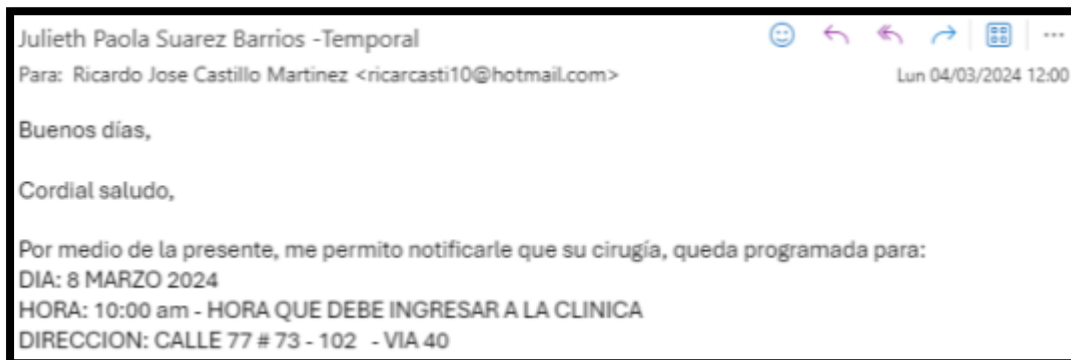 Julieth Paola Suarez Barrios -Temporal
Para: Ricardo Jose Castillo Martinez <ricarcasti10@hotmail.com>
Lun 04/03/2024 12:00
Buenos días,
Cordial saludo,
Por medio de la presente, me permito notificarle que su cirugía, queda programada para:
DIA: 8 MARZO 2024
HORA: 10:00 am - HORA QUE DEBE INGRESAR A LA CLINICA
DIRECCION: CALLE 77 # 73 - 102 - VIA 40